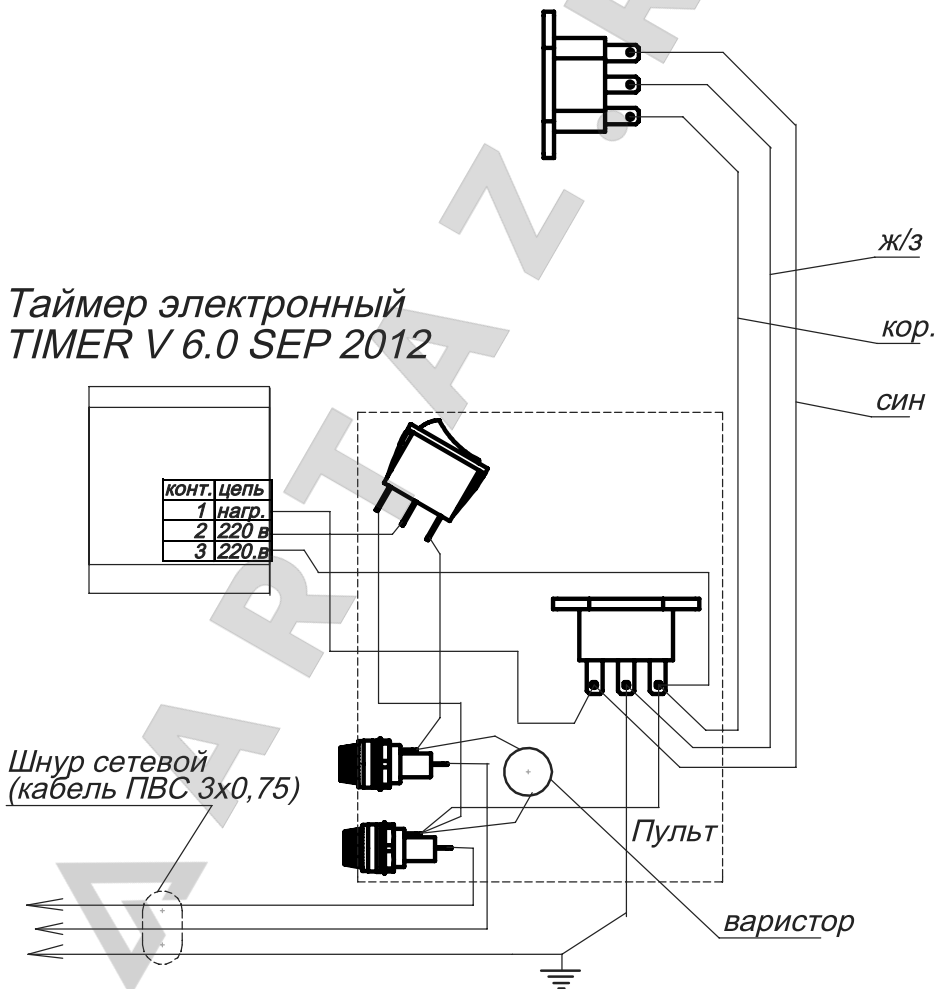 ж/з
Таймер электронный
TIMER V 6.0 SEP 2012
кор.
син
конт. цепь
1 нагр.
2 220 в
3 220.в
Шнур сетевой
(кабель ПВС 3х0,75)
Пульт
варистор
ARTAZ.R